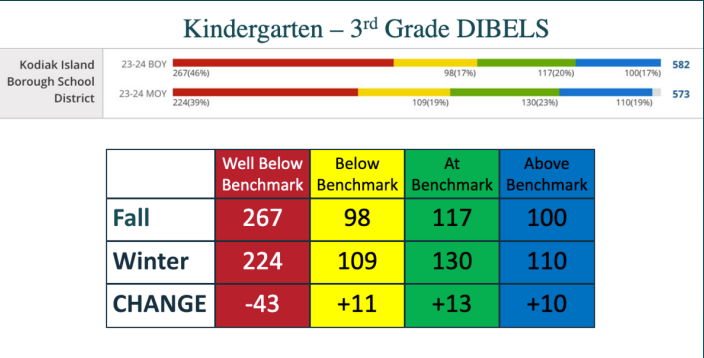 Kindergarten – 3rd Grade DIBELS
Kodiak Island
Borough School
District
23-24 BOY
267(46%) 98(17%) 117(20%) 100(17%)
582
23-24 MOY
224(39%) 109(19%) 130(23%) 110(19%)
573
Well Below Benchmark Below Benchmark At Benchmark Above Benchmark
Fall 267 98 117 100
Winter 224 109 130 110
CHANGE -43 +11 +13 +10